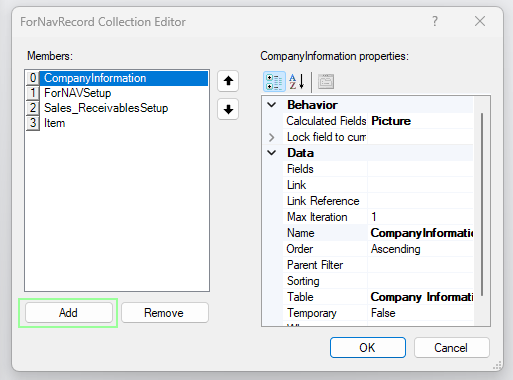 ForNavRecord Collection Editor ? ×
Members:
0 CompanyInformation
1 ForNAVSetup
2 Sales_ReceivablesSetup
3 Item
Add Remove
CompanyInformation properties:
Behavior
Calculated Fields Picture
Lock field to curr
Data
Fields
Link
Link Reference
Max Iteration 1
Name CompanyInformatio
Order Ascending
Parent Filter
Sorting
Table Company Informati
Temporary False
OK Cancel